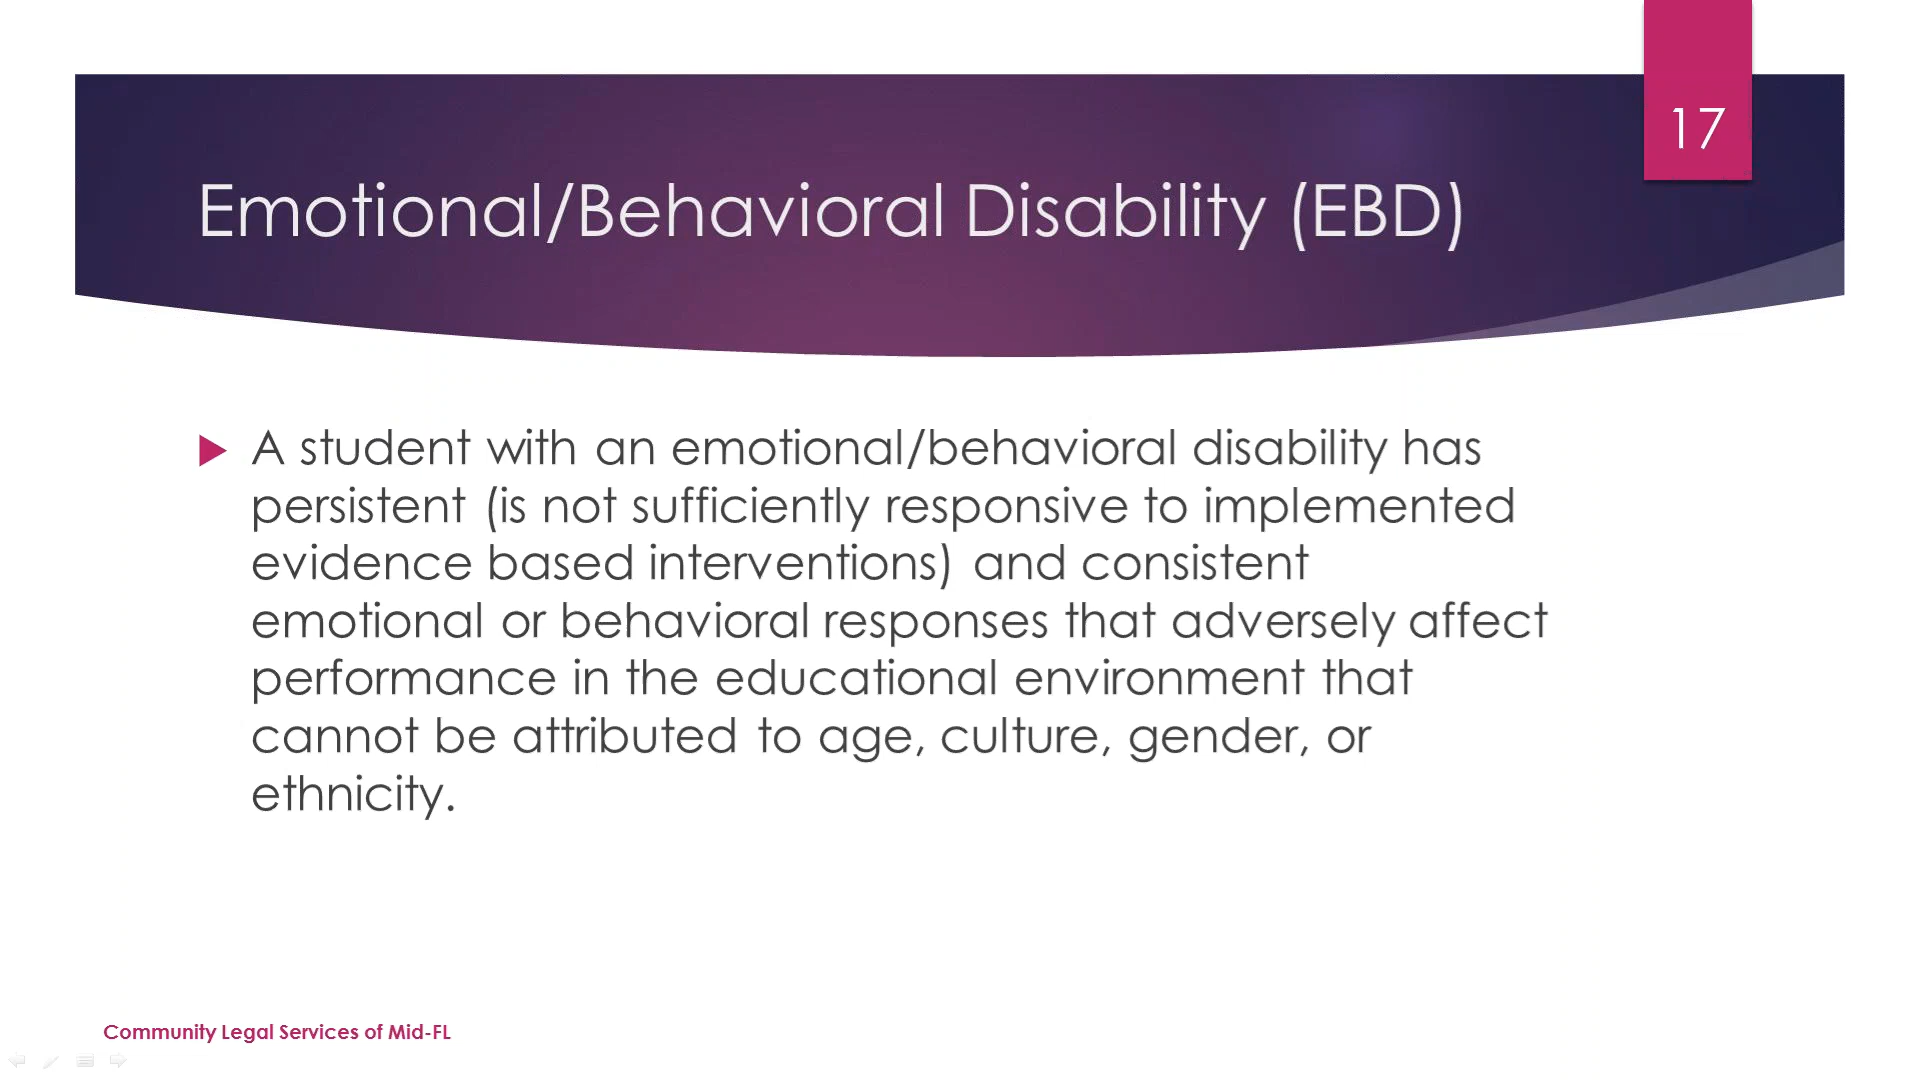 17
Emotional/Behavioral Disability (EBD)
A student with an emotional/behavioral disability has
persistent (is not sufficiently responsive to implemented
evidence based interventions) and consistent
emotional or behavioral responses that adversely affect
performance in the educational environment that
cannot be attributed to age, culture, gender, or
ethnicity.
Community Legal Services of Mid-FL